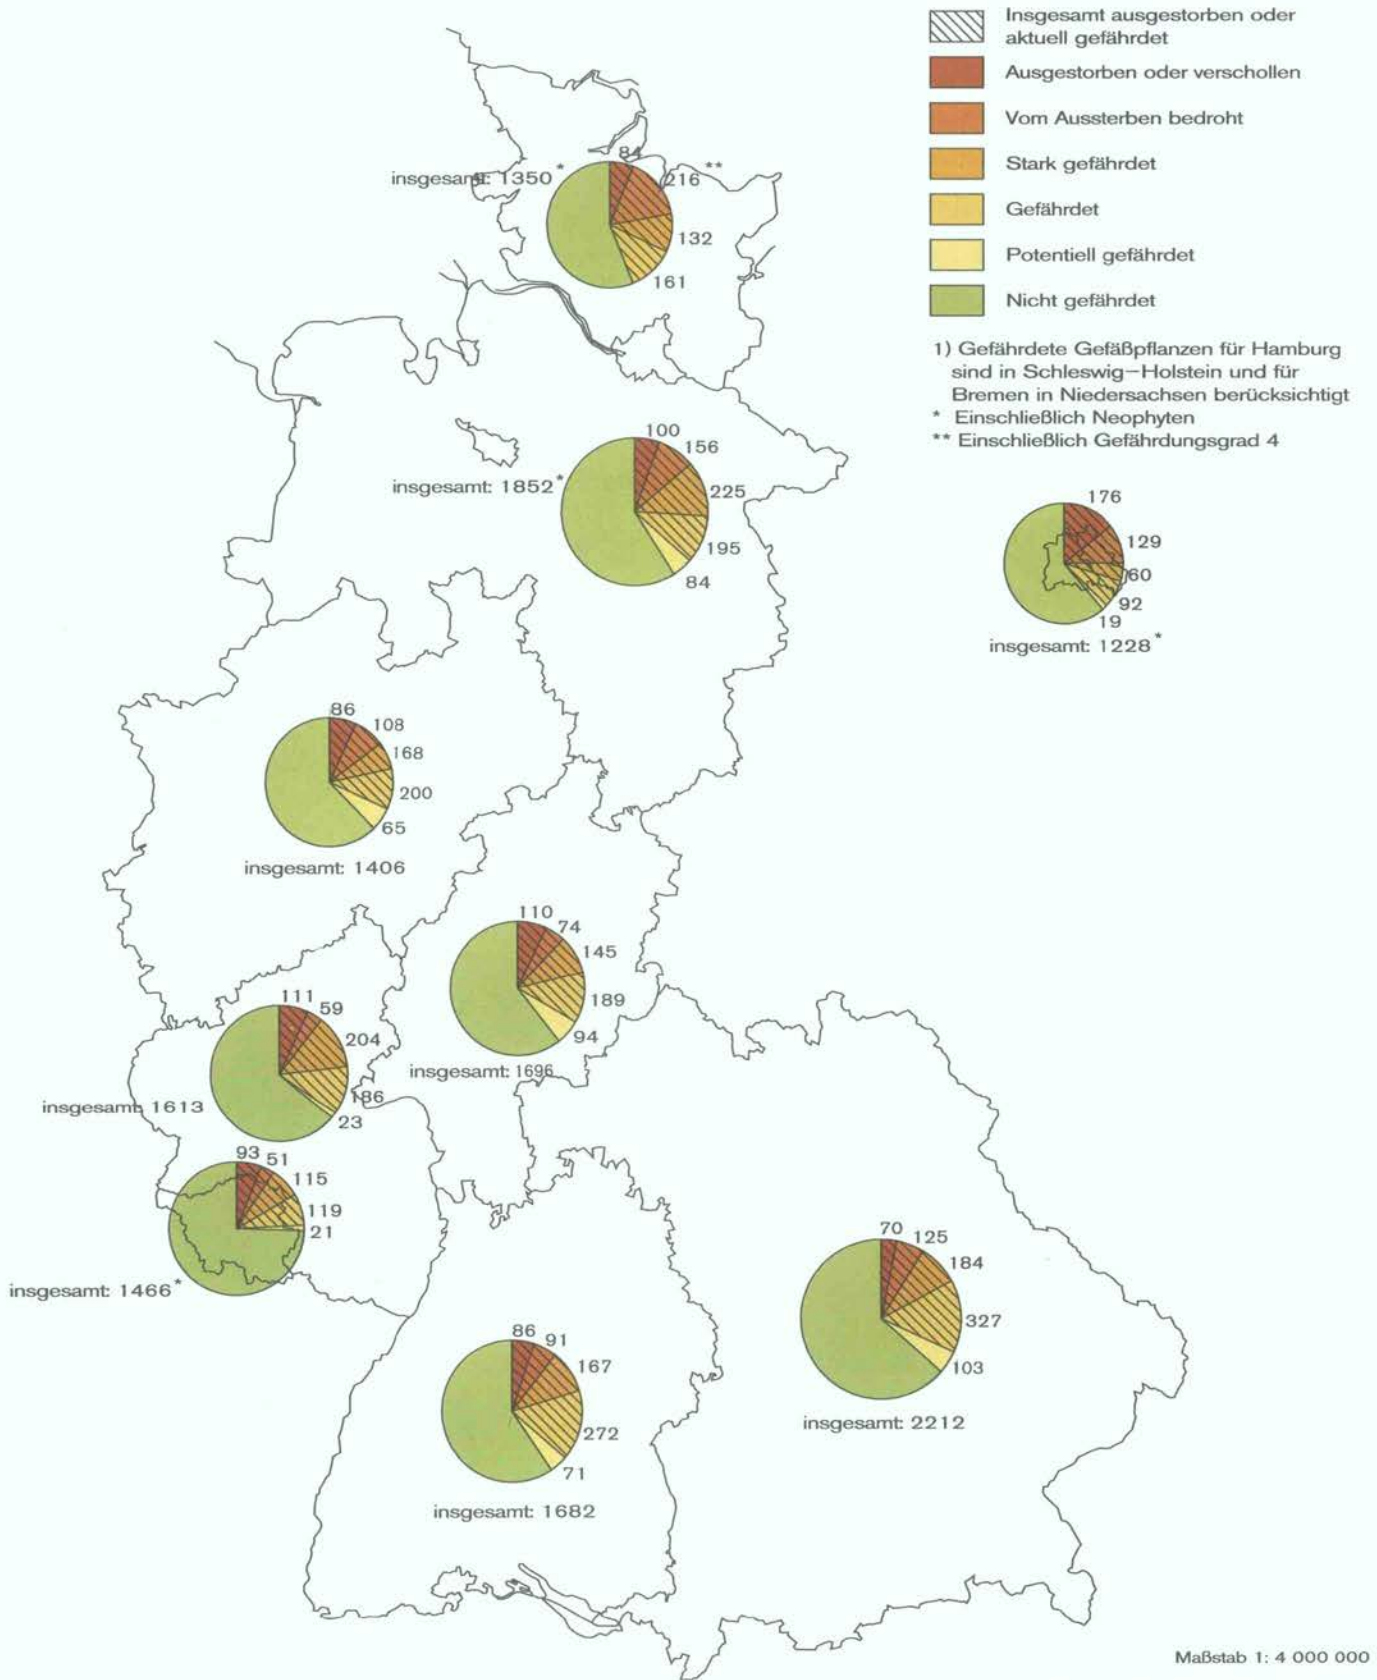 Insgesamt ausgestorben oder
aktuell gefährdet
Ausgestorben oder verschollen
Vom Aussterben bedroht
Stark gefährdet
Gefährdet
Potentiell gefährdet
Nicht gefährdet
1) Gefährdete Gefäßpflanzen für Hamburg
sind in Schleswig-Holstein und für
Bremen in Niedersachsen berücksichtigt
* Einschließlich Neophyten
** Einschließlich Gefährdungsgrad 4
insgesamt: 1350*
84
216**
132
161
insgesamt: 1852*
100
156
225
195
84
176
129
60
92
19
insgesamt: 1228*
86
108
168
200
65
insgesamt: 1406
110
74
145
189
94
insgesamt: 1696
111
59
204
186
23
insgesamt: 1613
93
51
115
119
21
insgesamt: 1466*
70
125
184
327
103
insgesamt: 2212
86
91
167
272
71
insgesamt: 1682
Maßstab 1: 4 000 000